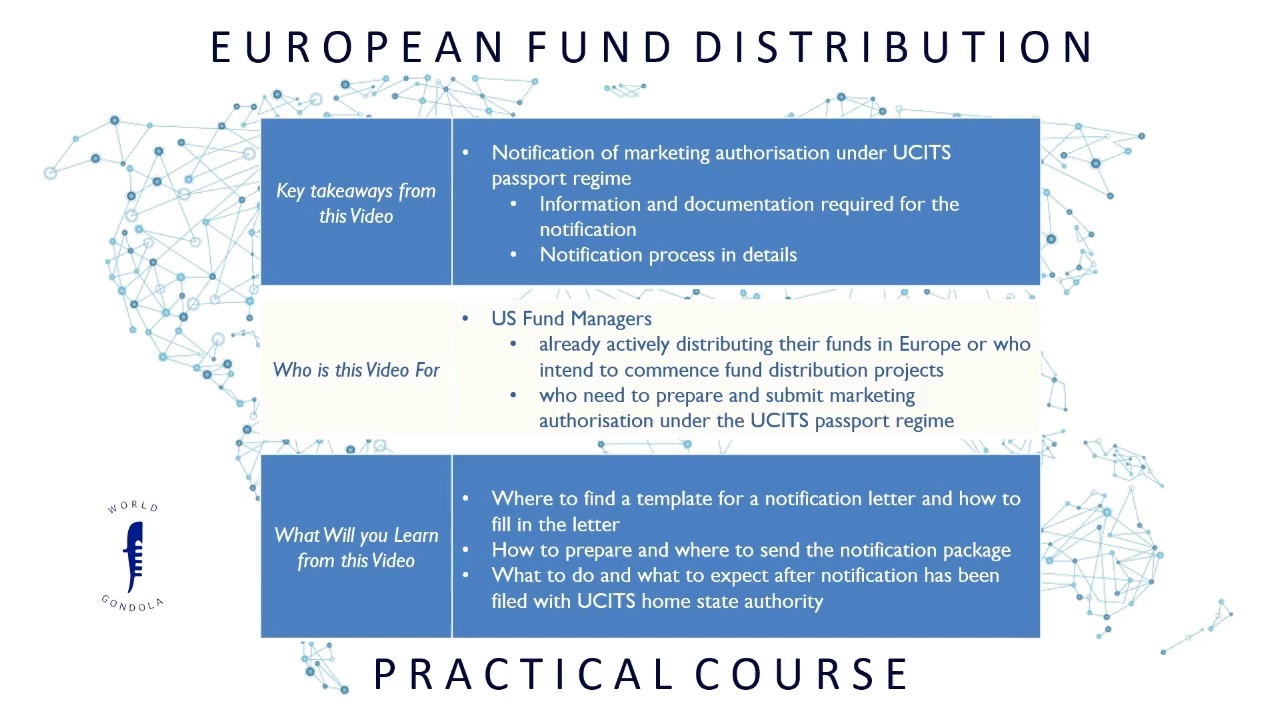 EUROPEAN FUND DISTRIBUTION
Key takeaways from
this Video
• Notification of marketing authorisation under UCITS
passport regime
• Information and documentation required for the
notification
• Notification process in details
Who is this Video For
• US Fund Managers
• already actively distributing their funds in Europe or who
intend to commence fund distribution projects
• who need to prepare and submit marketing
authorisation under the UCITS passport regime
What Will you Learn
from this Video
• Where to find a template for a notification letter and how to
fill in the letter
• How to prepare and where to send the notification package
• What to do and what to expect after notification has been
filed with UCITS home state authority
WORLD
GONDOLA
PRACTICAL COURSE